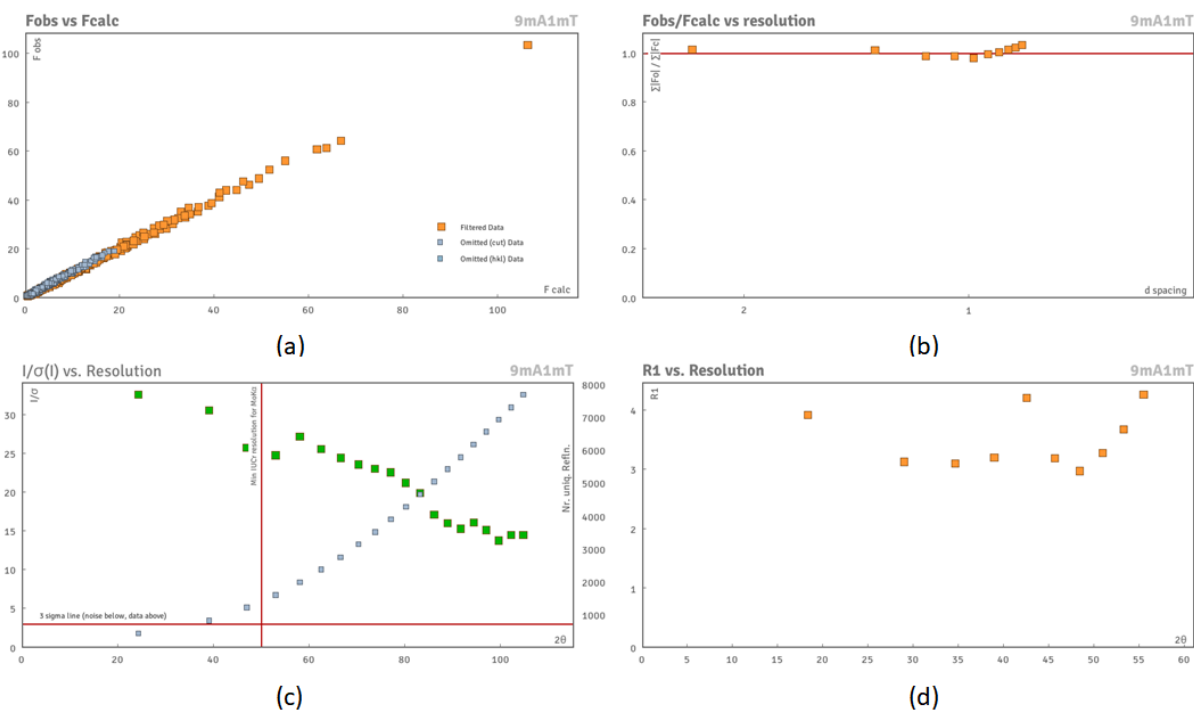 Fobs vs Fcalc 9mA1mT
F obs
100
80
60
40
20
0
Filtered Data
Omitted (cut) Data
Omitted (hkl) Data
F calc
0 20 40 60 80 100
(a)
Fobs/Fcalc vs resolution 9mA1mT
Σ|Fo| / Σ|Fc|
1.0
0.8
0.6
0.4
0.2
0.0
d spacing
2 1
(b)
I/σ(I) vs. Resolution 9mA1mT
I/σ
30
25
20
15
10
5
0
Min IUCr resolution for MoKα
3 sigma line (noise below, data above)
Nr. uniq. Refln.
8000
7000
6000
5000
4000
3000
2000
1000
2θ
0 20 40 60 80 100
(c)
R1 vs. Resolution 9mA1mT
R1
4
3
2
1
0
2θ
0 5 10 15 20 25 30 35 40 45 50 55 60
(d)